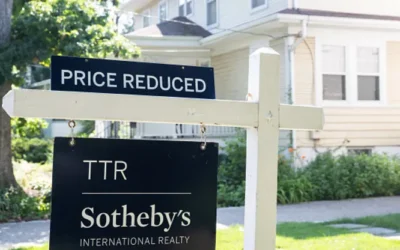 PRICE REDUCED
TTR
Sotheby's
INTERNATIONAL REALTY